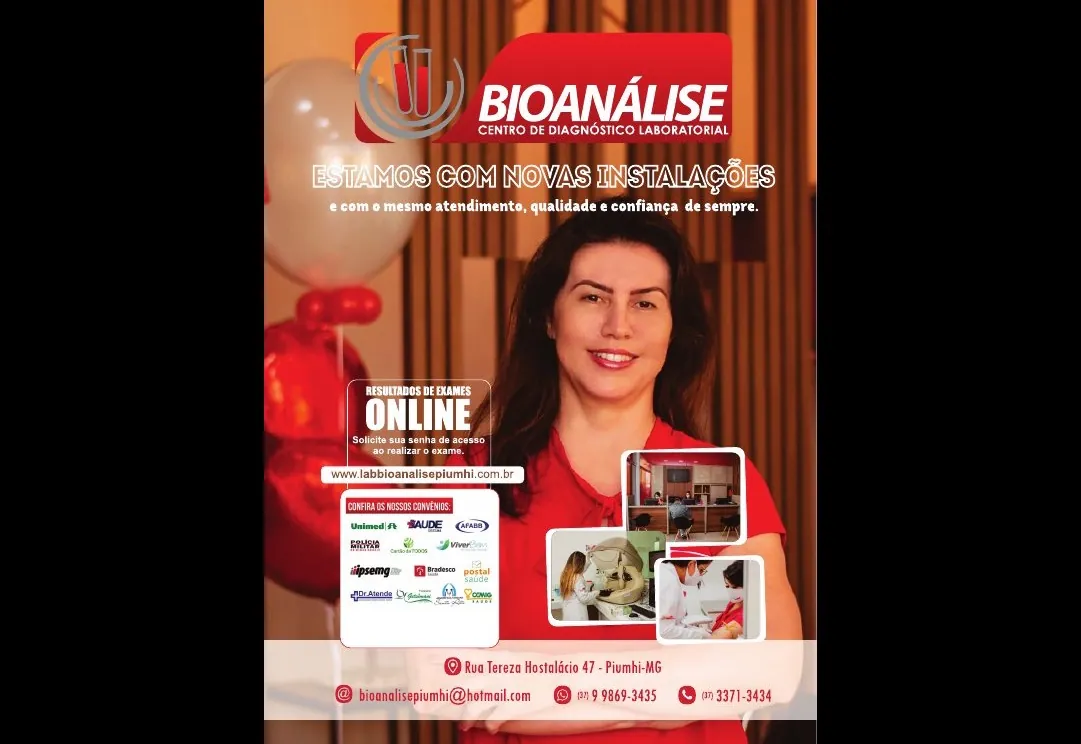 BIOANÁLISE
CENTRO DE DIAGNÓSTICO LABORATORIAL
ESTAMOS COM NOVAS INSTALAÇÕES
e com o mesmo atendimento, qualidade e confiança de sempre.
RESULTADOS DE EXAMES
ONLINE
Solicite sua senha de acesso
ao realizar o exame.
www.labbioanalisepiumhi.com.br
CONFIRA OS NOSSOS CONVÊNIOS:
Unimed SAUDE AFABB
POLÍCIA
MILITAR
Cartão de TODOS
ViverBem
ipsemg Bradesco
postal
saúde
Dr.Atende
CEMIG
SAÚDE
Rua Tereza Hostalácio 47 - Piumhi-MG
bioanalisepiumhi@hotmail.com (37) 9 9869-3435 (37) 3371-3434